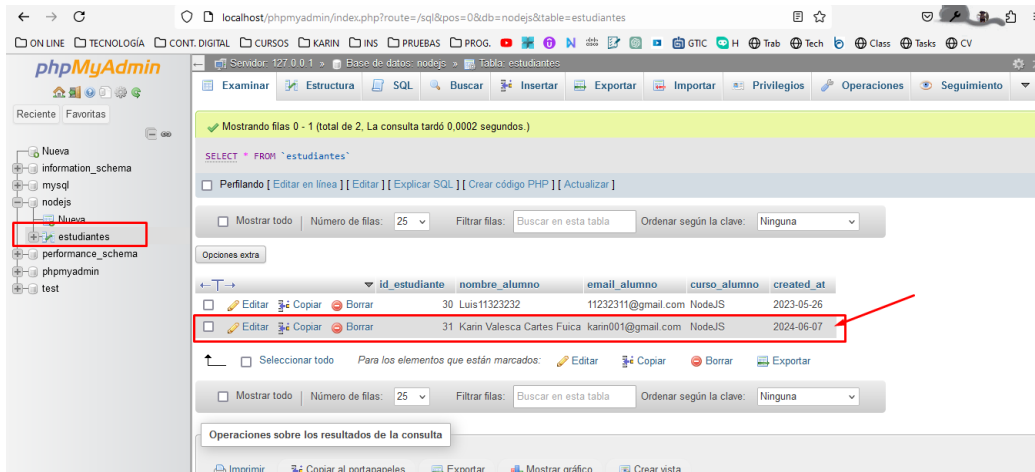 localhost/phpmyadmin/index.php?route=/sql&pos=0&db=nodejs&table=estudiantes
ON LINE TECNOLOGÍA CONT. DIGITAL CURSOS KARIN INS PRUEBAS PROG. GTIC H Trab Tech Class Tasks CV
phpMyAdmin
Reciente Favoritas
Nueva
information_schema
mysql
nodejs
Nueva
estudiantes
performance_schema
phpmyadmin
test
Servidor: 127.0.0.1 » Base de datos: nodejs » Tabla: estudiantes
Examinar Estructura SQL Buscar Insertar Exportar Importar Privilegios Operaciones Seguimiento
Mostrando filas 0 - 1 (total de 2, La consulta tardó 0,0002 segundos.)
SELECT * FROM `estudiantes`
Perfilando [ Editar en línea ] [ Editar ] [ Explicar SQL ] [ Crear código PHP ] [ Actualizar ]
Mostrar todo | Número de filas: 25 Filtrar filas: Buscar en esta tabla Ordenar según la clave: Ninguna
Opciones extra
←T→ id_estudiante nombre_alumno email_alumno curso_alumno created_at
Editar Copiar Borrar 30 Luis11323232 11232311@gmail.com NodeJS 2023-05-26
Editar Copiar Borrar 31 Karin Valesca Cartes Fuica karin001@gmail.com NodeJS 2024-06-07
Seleccionar todo Para los elementos que están marcados: Editar Copiar Borrar Exportar
Mostrar todo | Número de filas: 25 Filtrar filas: Buscar en esta tabla Ordenar según la clave: Ninguna
Operaciones sobre los resultados de la consulta
Imprimir Copiar al portapapeles Exportar Mostrar gráfico Crear vista